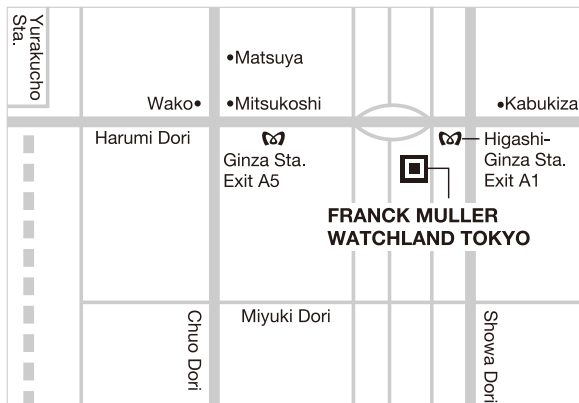 Yurakucho
Sta.
•Matsuya
Wako•
•Mitsukoshi
•Kabukiza
Harumi Dori
Ginza Sta.
Exit A5
Higashi-
Ginza Sta.
Exit A1
FRANCK MULLER
WATCHLAND TOKYO
Miyuki Dori
Chuo Dori
Showa Dori